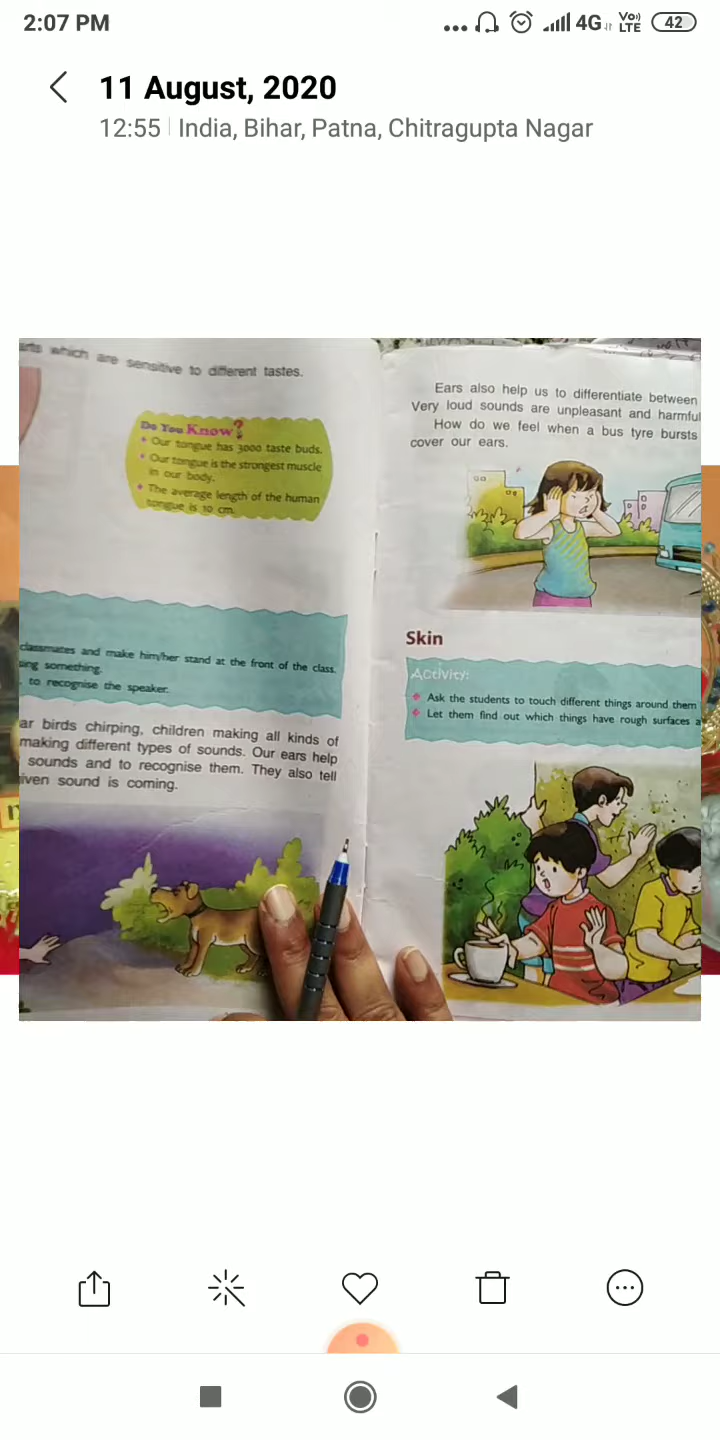 2:07 PM
4G
Vo))
LTE
42
11 August, 2020
12:55 | India, Bihar, Patna, Chitragupta Nagar
which are sensitive to different tastes.
Do You Know?
Our tongue has 3000 taste buds.
Our tongue is the strongest muscle
in our body.
The average length of the human
tongue is 10 cm.
classmates and make him/her stand at the front of the class.
something.
to recognise the speaker.
birds chirping, children making all kinds of
making different types of sounds. Our ears help
sounds and to recognise them. They also tell
sound is coming.
Ears also help us to differentiate between
Very loud sounds are unpleasant and harmful
How do we feel when a bus tyre bursts
cover our ears.
Skin
Activity:
Ask the students to touch different things around them
Let them find out which things have rough surfaces a